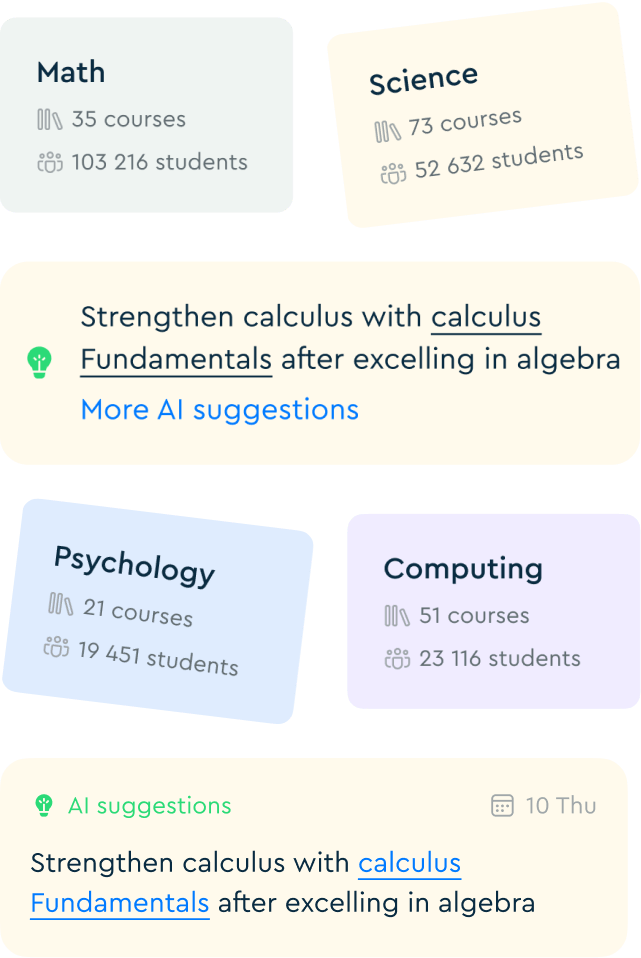 Math
35 courses
103 216 students
Science
73 courses
52 632 students
Strengthen calculus with calculus
Fundamentals after excelling in algebra
More AI suggestions
Psychology
21 courses
19 451 students
Computing
51 courses
23 116 students
AI suggestions
10 Thu
Strengthen calculus with calculus
Fundamentals after excelling in algebra